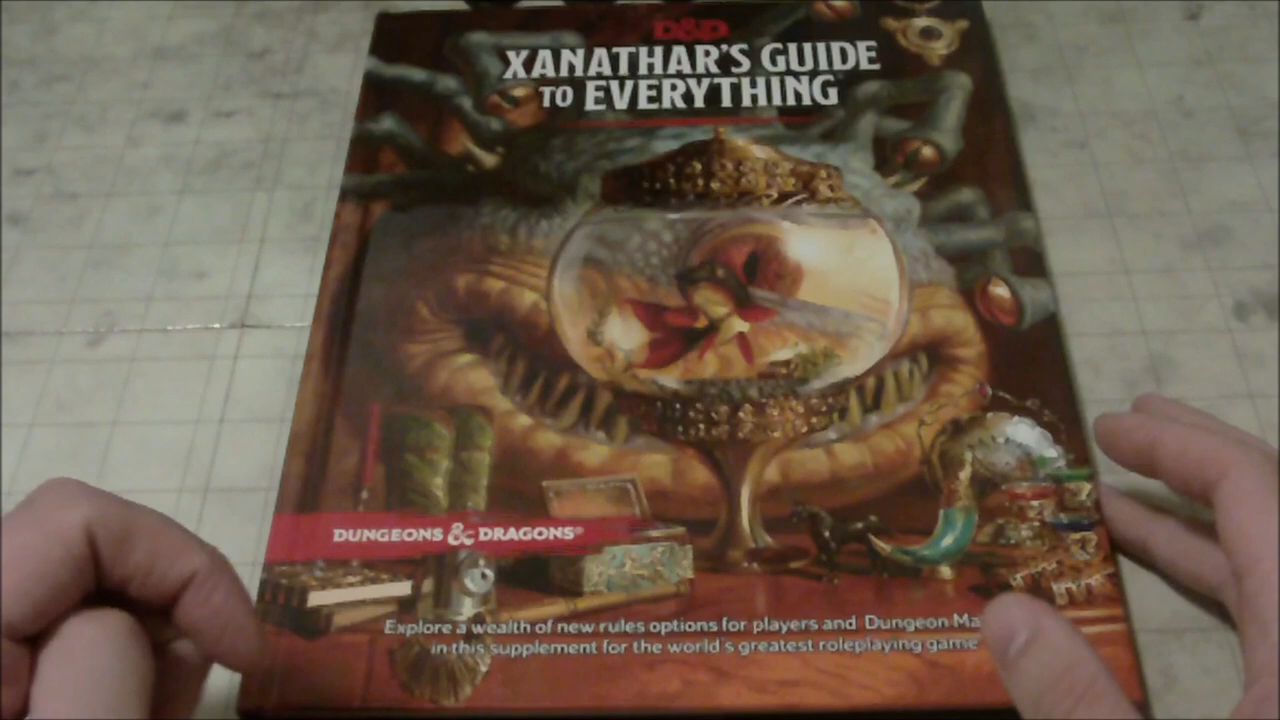 D&D
XANATHAR'S GUIDE
TO EVERYTHING
DUNGEONS & DRAGONS®
Explore a wealth of new rules options for players and Dungeon Ma
in this supplement for the world's greatest roleplaying game